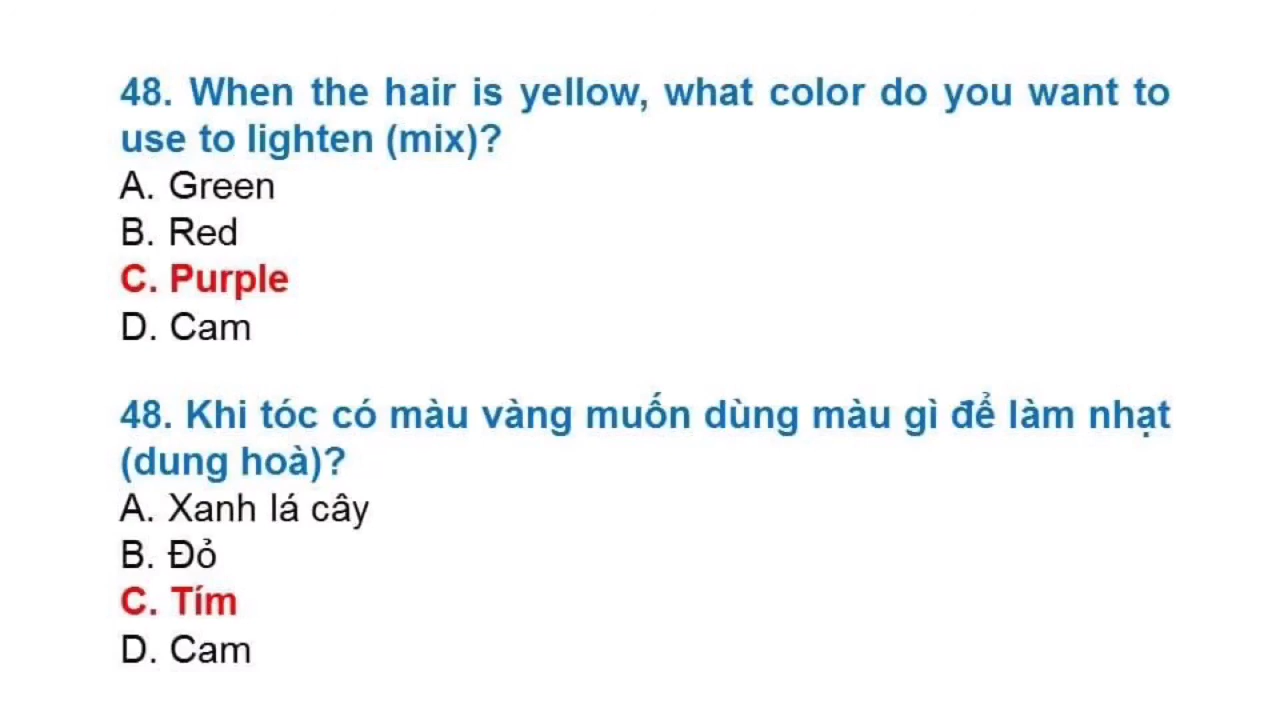 48. When the hair is yellow, what color do you want to
use to lighten (mix)?
A. Green
B. Red
C. Purple
D. Cam
48. Khi tóc có màu vàng muốn dùng màu gì để làm nhạt
(dung hoà)?
A. Xanh lá cây
B. Đỏ
C. Tím
D. Cam